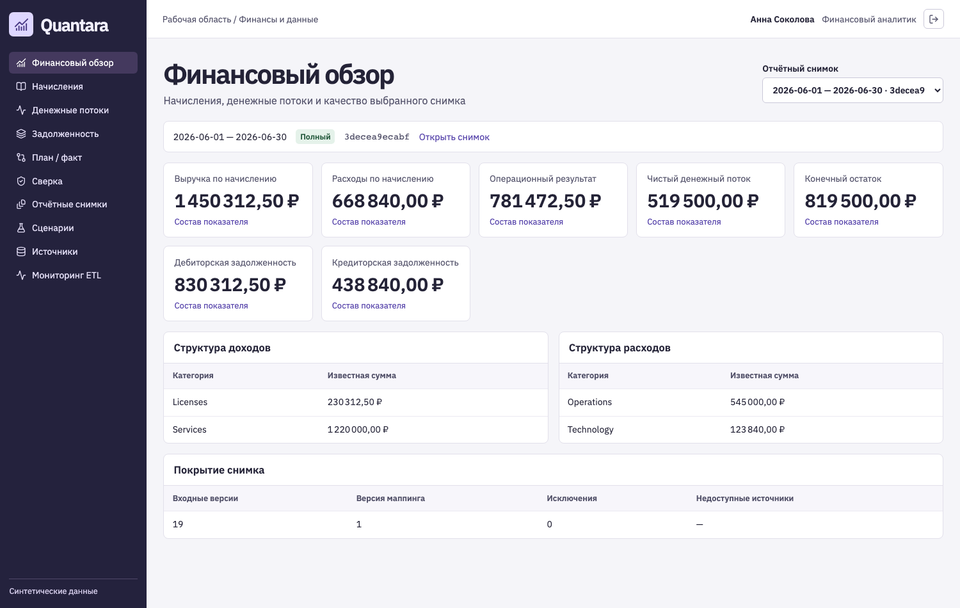 Quantara
Рабочая область / Финансы и данные
Анна Соколова Финансовый аналитик
Финансовый обзор
Начисления
Денежные потоки
Задолженность
План / факт
Сверка
Отчётные снимки
Сценарии
Источники
Мониторинг ETL
Синтетические данные
Финансовый обзор
Начисления, денежные потоки и качество выбранного снимка
Отчётный снимок
2026-06-01 — 2026-06-30 · 3decea9
2026-06-01 — 2026-06-30 Полный 3decea9ecabf Открыть снимок
Выручка по начислению
1 450 312,50 ₽
Состав показателя
Расходы по начислению
668 840,00 ₽
Состав показателя
Операционный результат
781 472,50 ₽
Состав показателя
Чистый денежный поток
519 500,00 ₽
Состав показателя
Конечный остаток
819 500,00 ₽
Состав показателя
Дебиторская задолженность
830 312,50 ₽
Состав показателя
Кредиторская задолженность
438 840,00 ₽
Состав показателя
Структура доходов
Категория Известная сумма
Licenses 230 312,50 ₽
Services 1 220 000,00 ₽
Структура расходов
Категория Известная сумма
Operations 545 000,00 ₽
Technology 123 840,00 ₽
Покрытие снимка
Входные версии Версия маппинга Исключения Недоступные источники
19 1 0 —